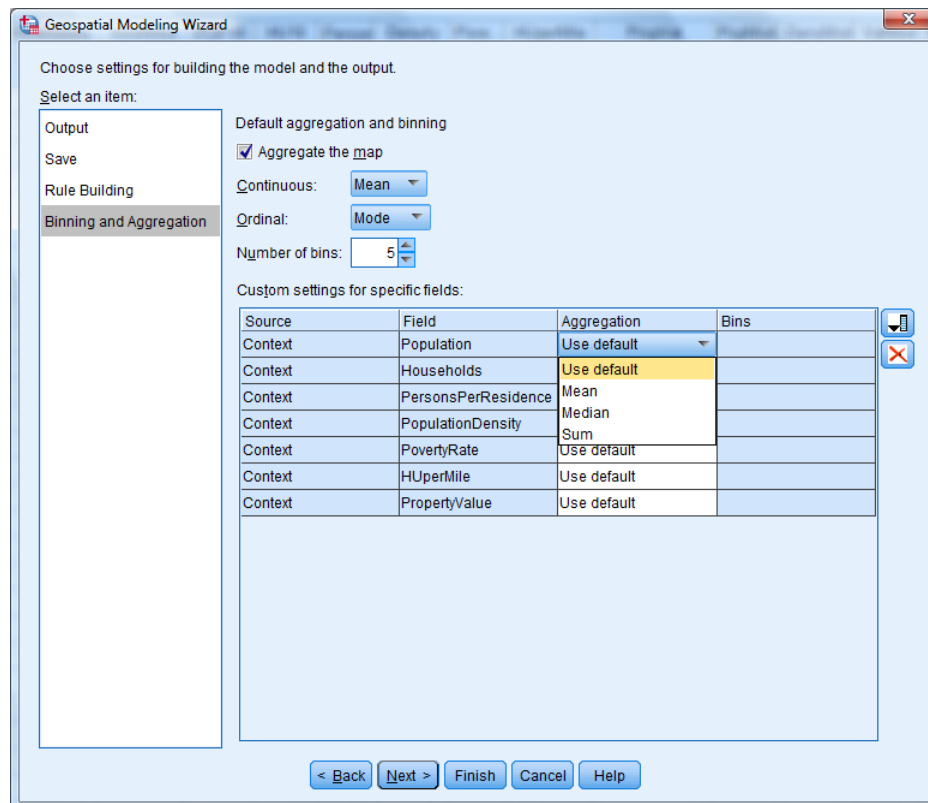 Geospatial Modeling Wizard
Choose settings for building the model and the output.
Select an item:
Output
Save
Rule Building
Binning and Aggregation
Default aggregation and binning
Aggregate the map
Continuous: Mean
Ordinal: Mode
Number of bins: 5
Custom settings for specific fields:
Source Field Aggregation Bins
Context Population Use default
Context Households Use default
Context PersonsPerResidence Mean
Context PopulationDensity Median
Sum
Context PovertyRate Use default
Context HUperMile Use default
Context PropertyValue Use default
< Back Next > Finish Cancel Help